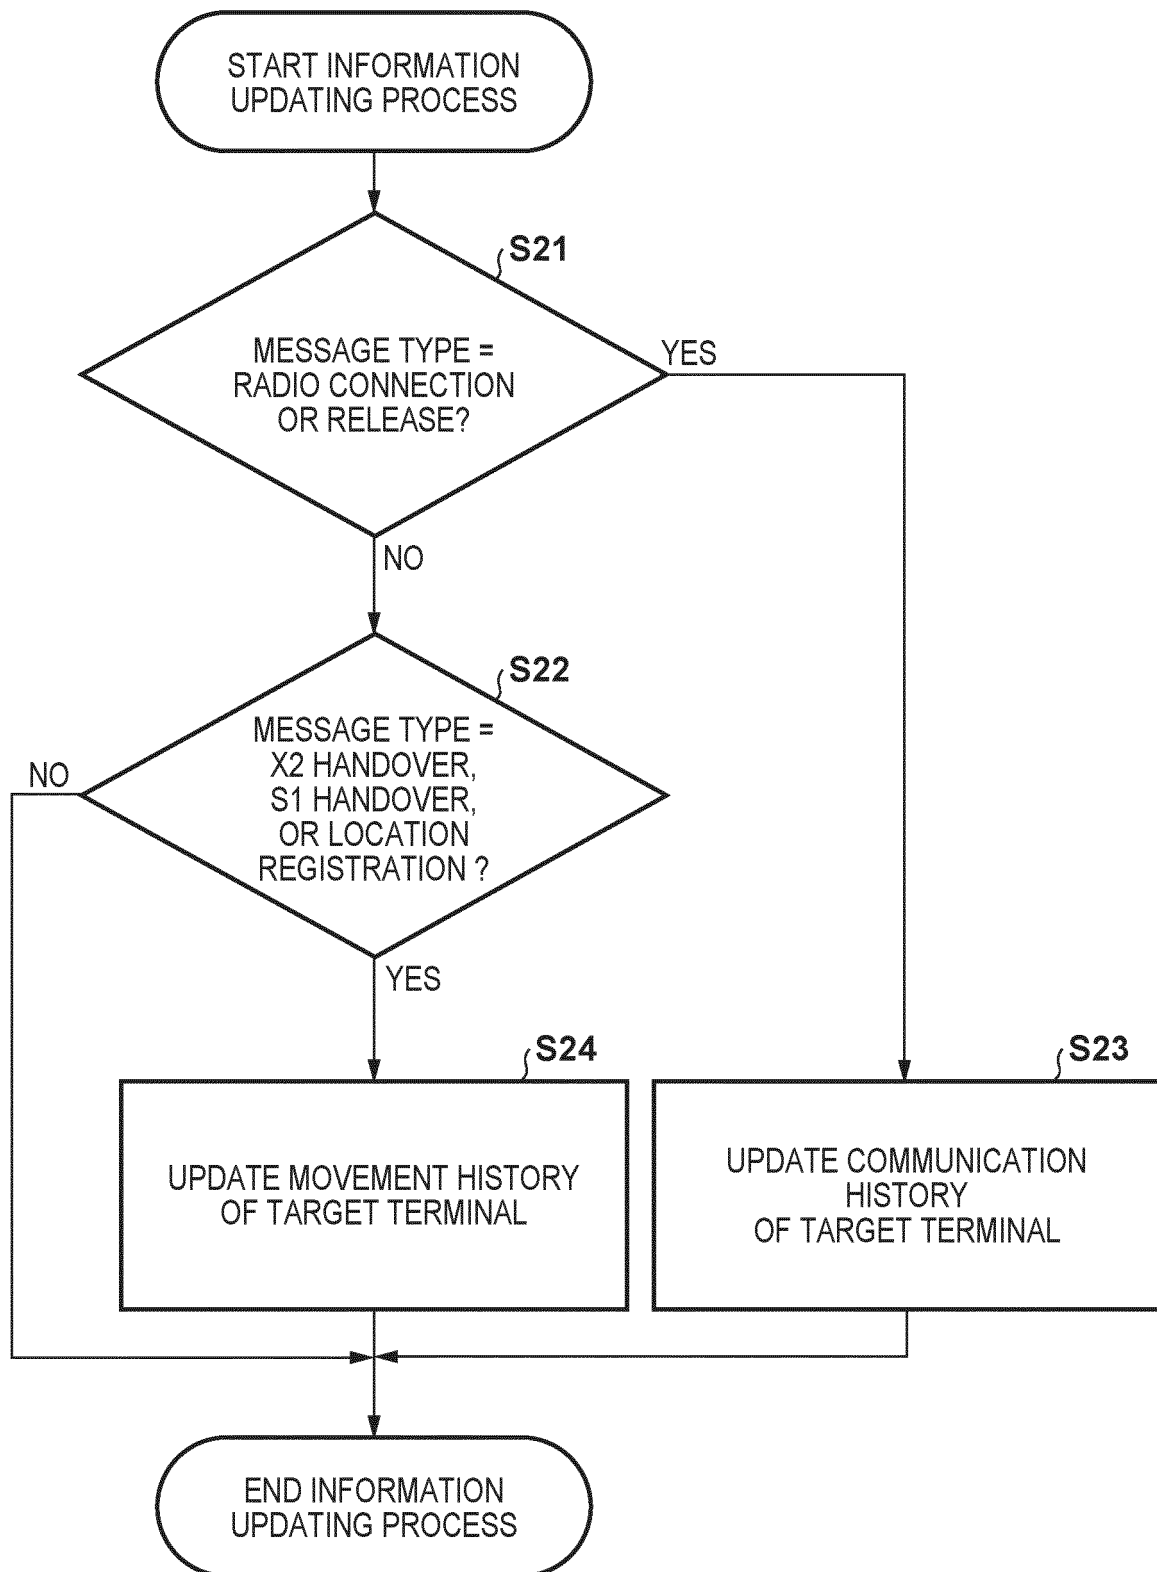 START INFORMATION
UPDATING PROCESS
S21
MESSAGE TYPE =
RADIO CONNECTION
OR RELEASE?
YES
NO
S22
MESSAGE TYPE =
X2 HANDOVER,
S1 HANDOVER,
OR LOCATION
REGISTRATION ?
NO
YES
S24
UPDATE MOVEMENT HISTORY
OF TARGET TERMINAL
S23
UPDATE COMMUNICATION
HISTORY
OF TARGET TERMINAL
END INFORMATION
UPDATING PROCESS